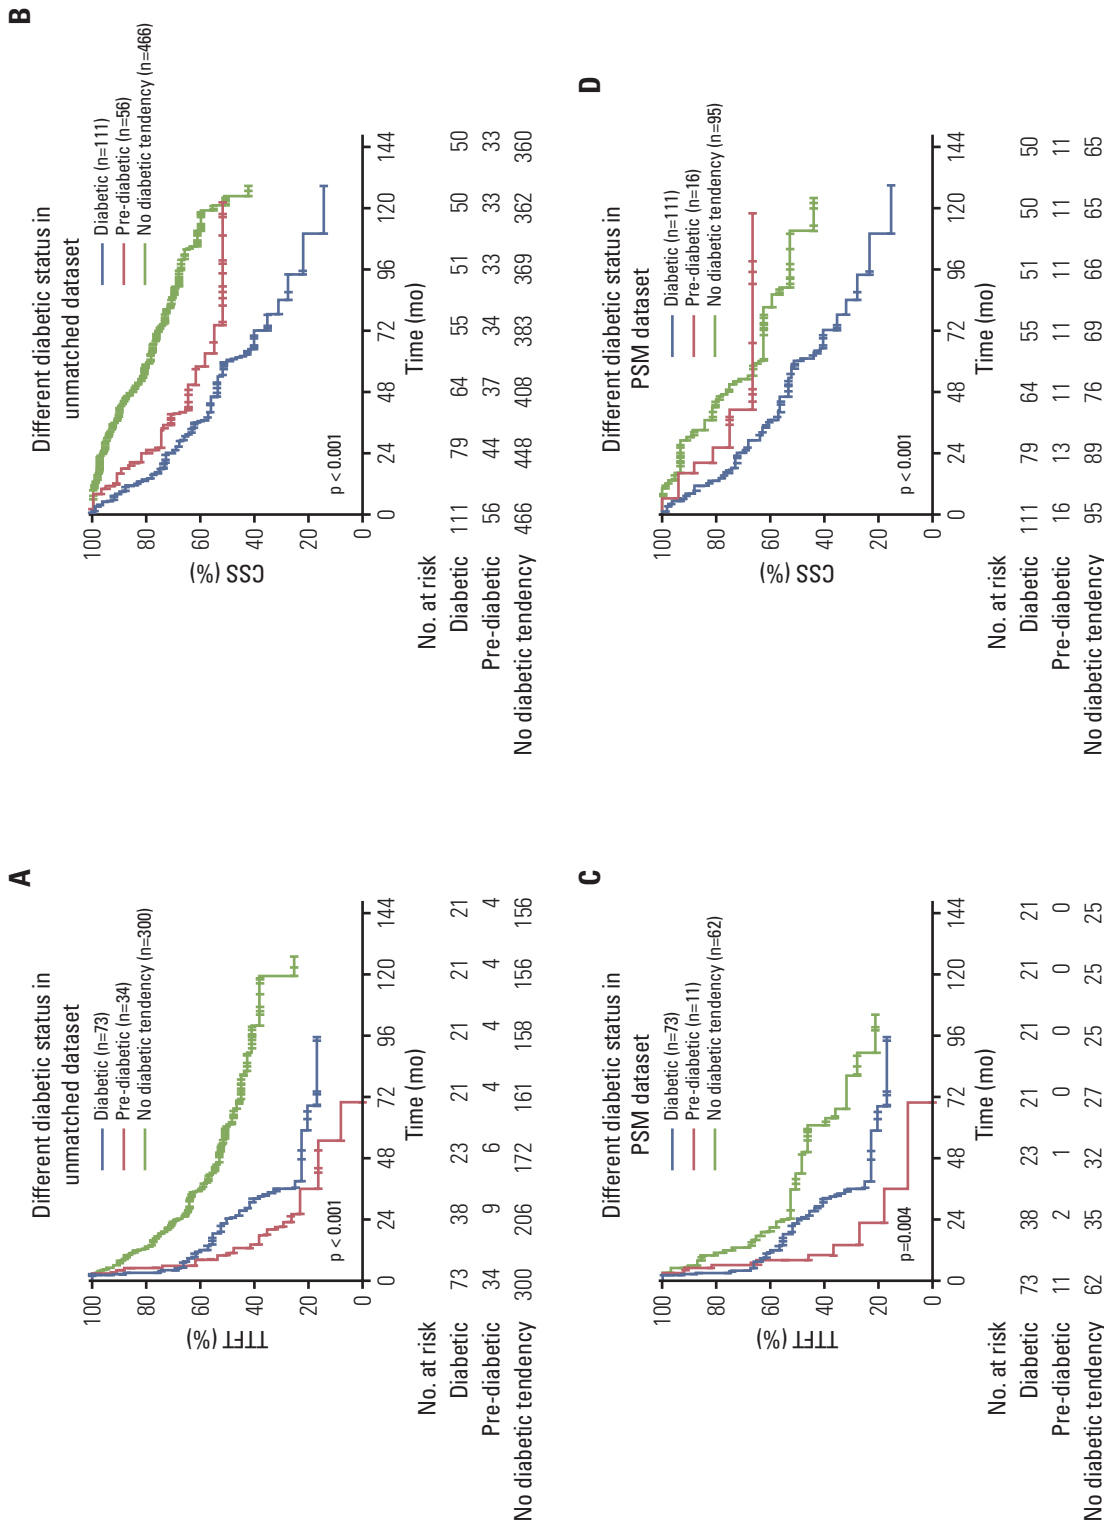 A
Different diabetic status in
unmatched dataset
Diabetic (n=73)
Pre-diabetic (n=34)
No diabetic tendency (n=300)
100
80
60
40
20
0
TTFT (%)
p < 0.001
0 24 48 72 96 120 144
Time (mo)
No. at risk
Diabetic 73 38 23 21 21 21 21
Pre-diabetic 34 9 6 4 4 4 4
No diabetic tendency 300 206 172 161 158 156 156
B
Different diabetic status in
unmatched dataset
Diabetic (n=111)
Pre-diabetic (n=56)
No diabetic tendency (n=466)
100
80
60
40
20
CSS (%)
p < 0.001
0 24 48 72 96 120 144
Time (mo)
No. at risk
Diabetic 111 79 64 55 51 50 50
Pre-diabetic 56 44 37 34 33 33 33
No diabetic tendency 466 448 408 383 369 362 360
C
Different diabetic status in
PSM dataset
Diabetic (n=73)
Pre-diabetic (n=11)
No diabetic tendency (n=62)
100
80
60
40
20
0
TTFT (%)
p=0.004
0 24 48 72 96 120 144
Time (mo)
No. at risk
Diabetic 73 38 23 21 21 21 21
Pre-diabetic 11 2 1 0 0 0 0
No diabetic tendency 62 35 32 27 25 25 25
D
Different diabetic status in
PSM dataset
Diabetic (n=111)
Pre-diabetic (n=16)
No diabetic tendency (n=95)
100
80
60
40
20
CSS (%)
p < 0.001
0 24 48 72 96 120 144
Time (mo)
No. at risk
Diabetic 111 79 64 55 51 50 50
Pre-diabetic 16 13 11 11 11 11 11
No diabetic tendency 95 89 76 69 66 65 65